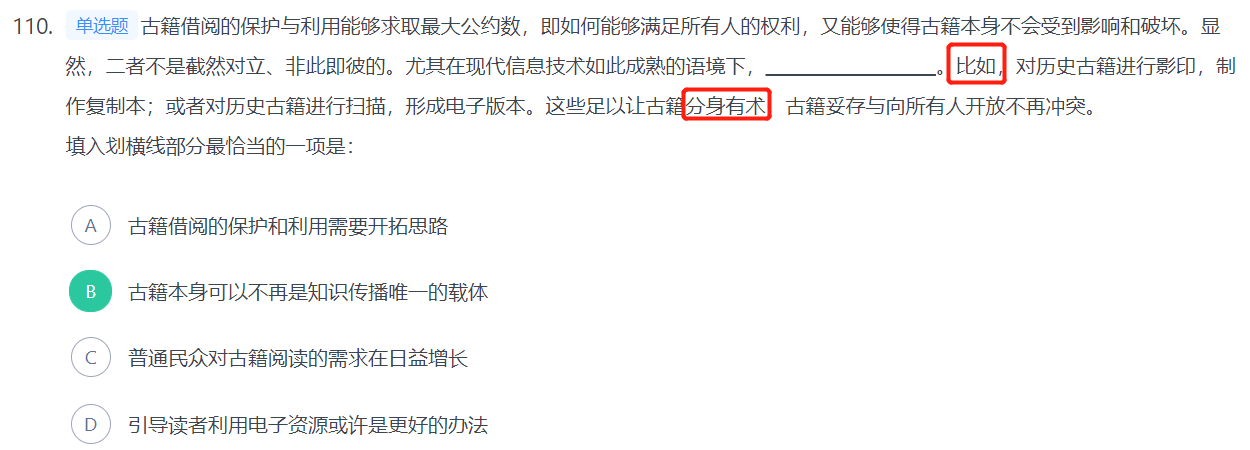 110. 单选题 古籍借阅的保护与利用能够求取最大公约数，即如何能够满足所有人的权利，又能够使得古籍本身不会受到影响和破坏。显
然，二者不是截然对立、非此即彼的。尤其在现代信息技术如此成熟的语境下，________________。比如，对历史古籍进行影印，制
作复制本；或者对历史古籍进行扫描，形成电子版本。这些足以让古籍分身有术 古籍妥存与向所有人开放不再冲突。
填入划横线部分最恰当的一项是：
A 古籍借阅的保护和利用需要开拓思路
B 古籍本身可以不再是知识传播唯一的载体
C 普通民众对古籍阅读的需求在日益增长
D 引导读者利用电子资源或许是更好的办法